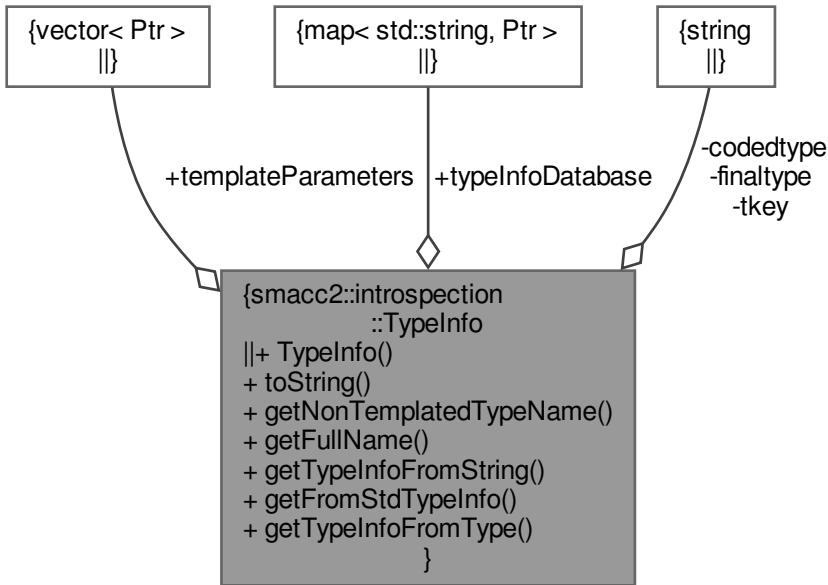 {vector< Ptr >
||}
{map< std::string, Ptr >
||}
{string
||}
+templateParameters
+typeInfoDatabase
-codedtype
-finaltype
-tkey
{smacc2::introspection
::TypeInfo
||+ TypeInfo()
+ toString()
+ getNonTemplatedTypeName()
+ getFullName()
+ getTypeInfoFromString()
+ getFromStdTypeInfo()
+ getTypeInfoFromType()
}